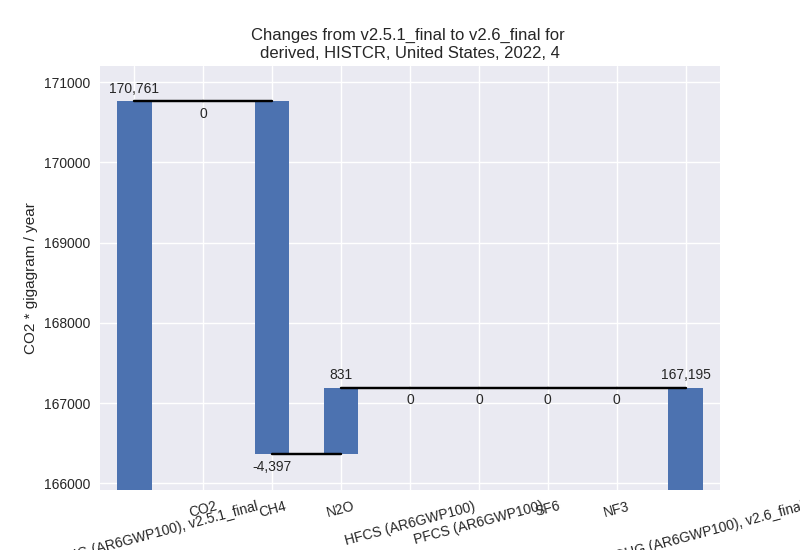 Changes from v2.5.1_final to v2.6_final for
derived, HISTCR, United States, 2022, 4
CO2 * gigagram / year
171000
170000
169000
168000
167000
166000
170,761
0
-4,397
831
0
0
0
0
167,195
(AR6GWP100), v2.5.1_final
CO2
CH4
N2O
HFCS (AR6GWP100)
PFCS (AR6GWP100)
SF6
NF3
(AR6GWP100), v2.6_final